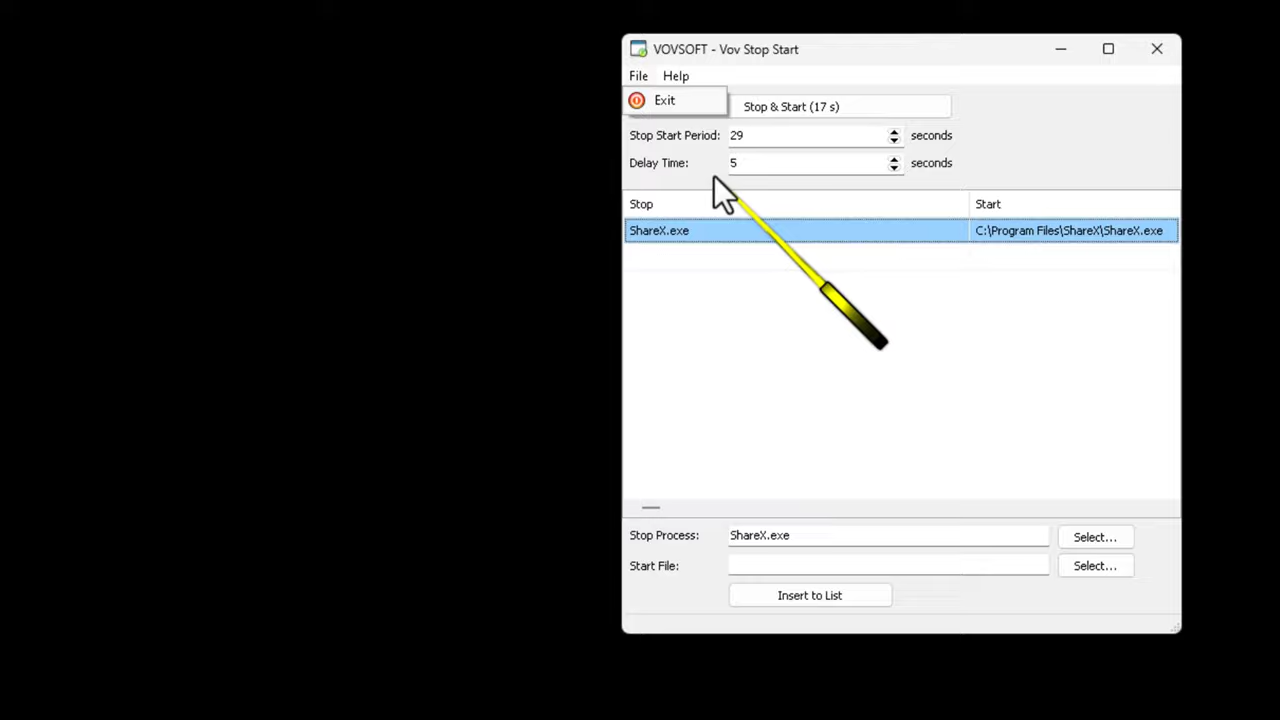 VOVSOFT - Vov Stop Start
File Help
Exit
Stop & Start (17 s)
Stop Start Period: 29 seconds
Delay Time: 5 seconds
Stop Start
ShareX.exe C:\Program Files\ShareX\ShareX.exe
Stop Process: ShareX.exe Select...
Start File: Select...
Insert to List